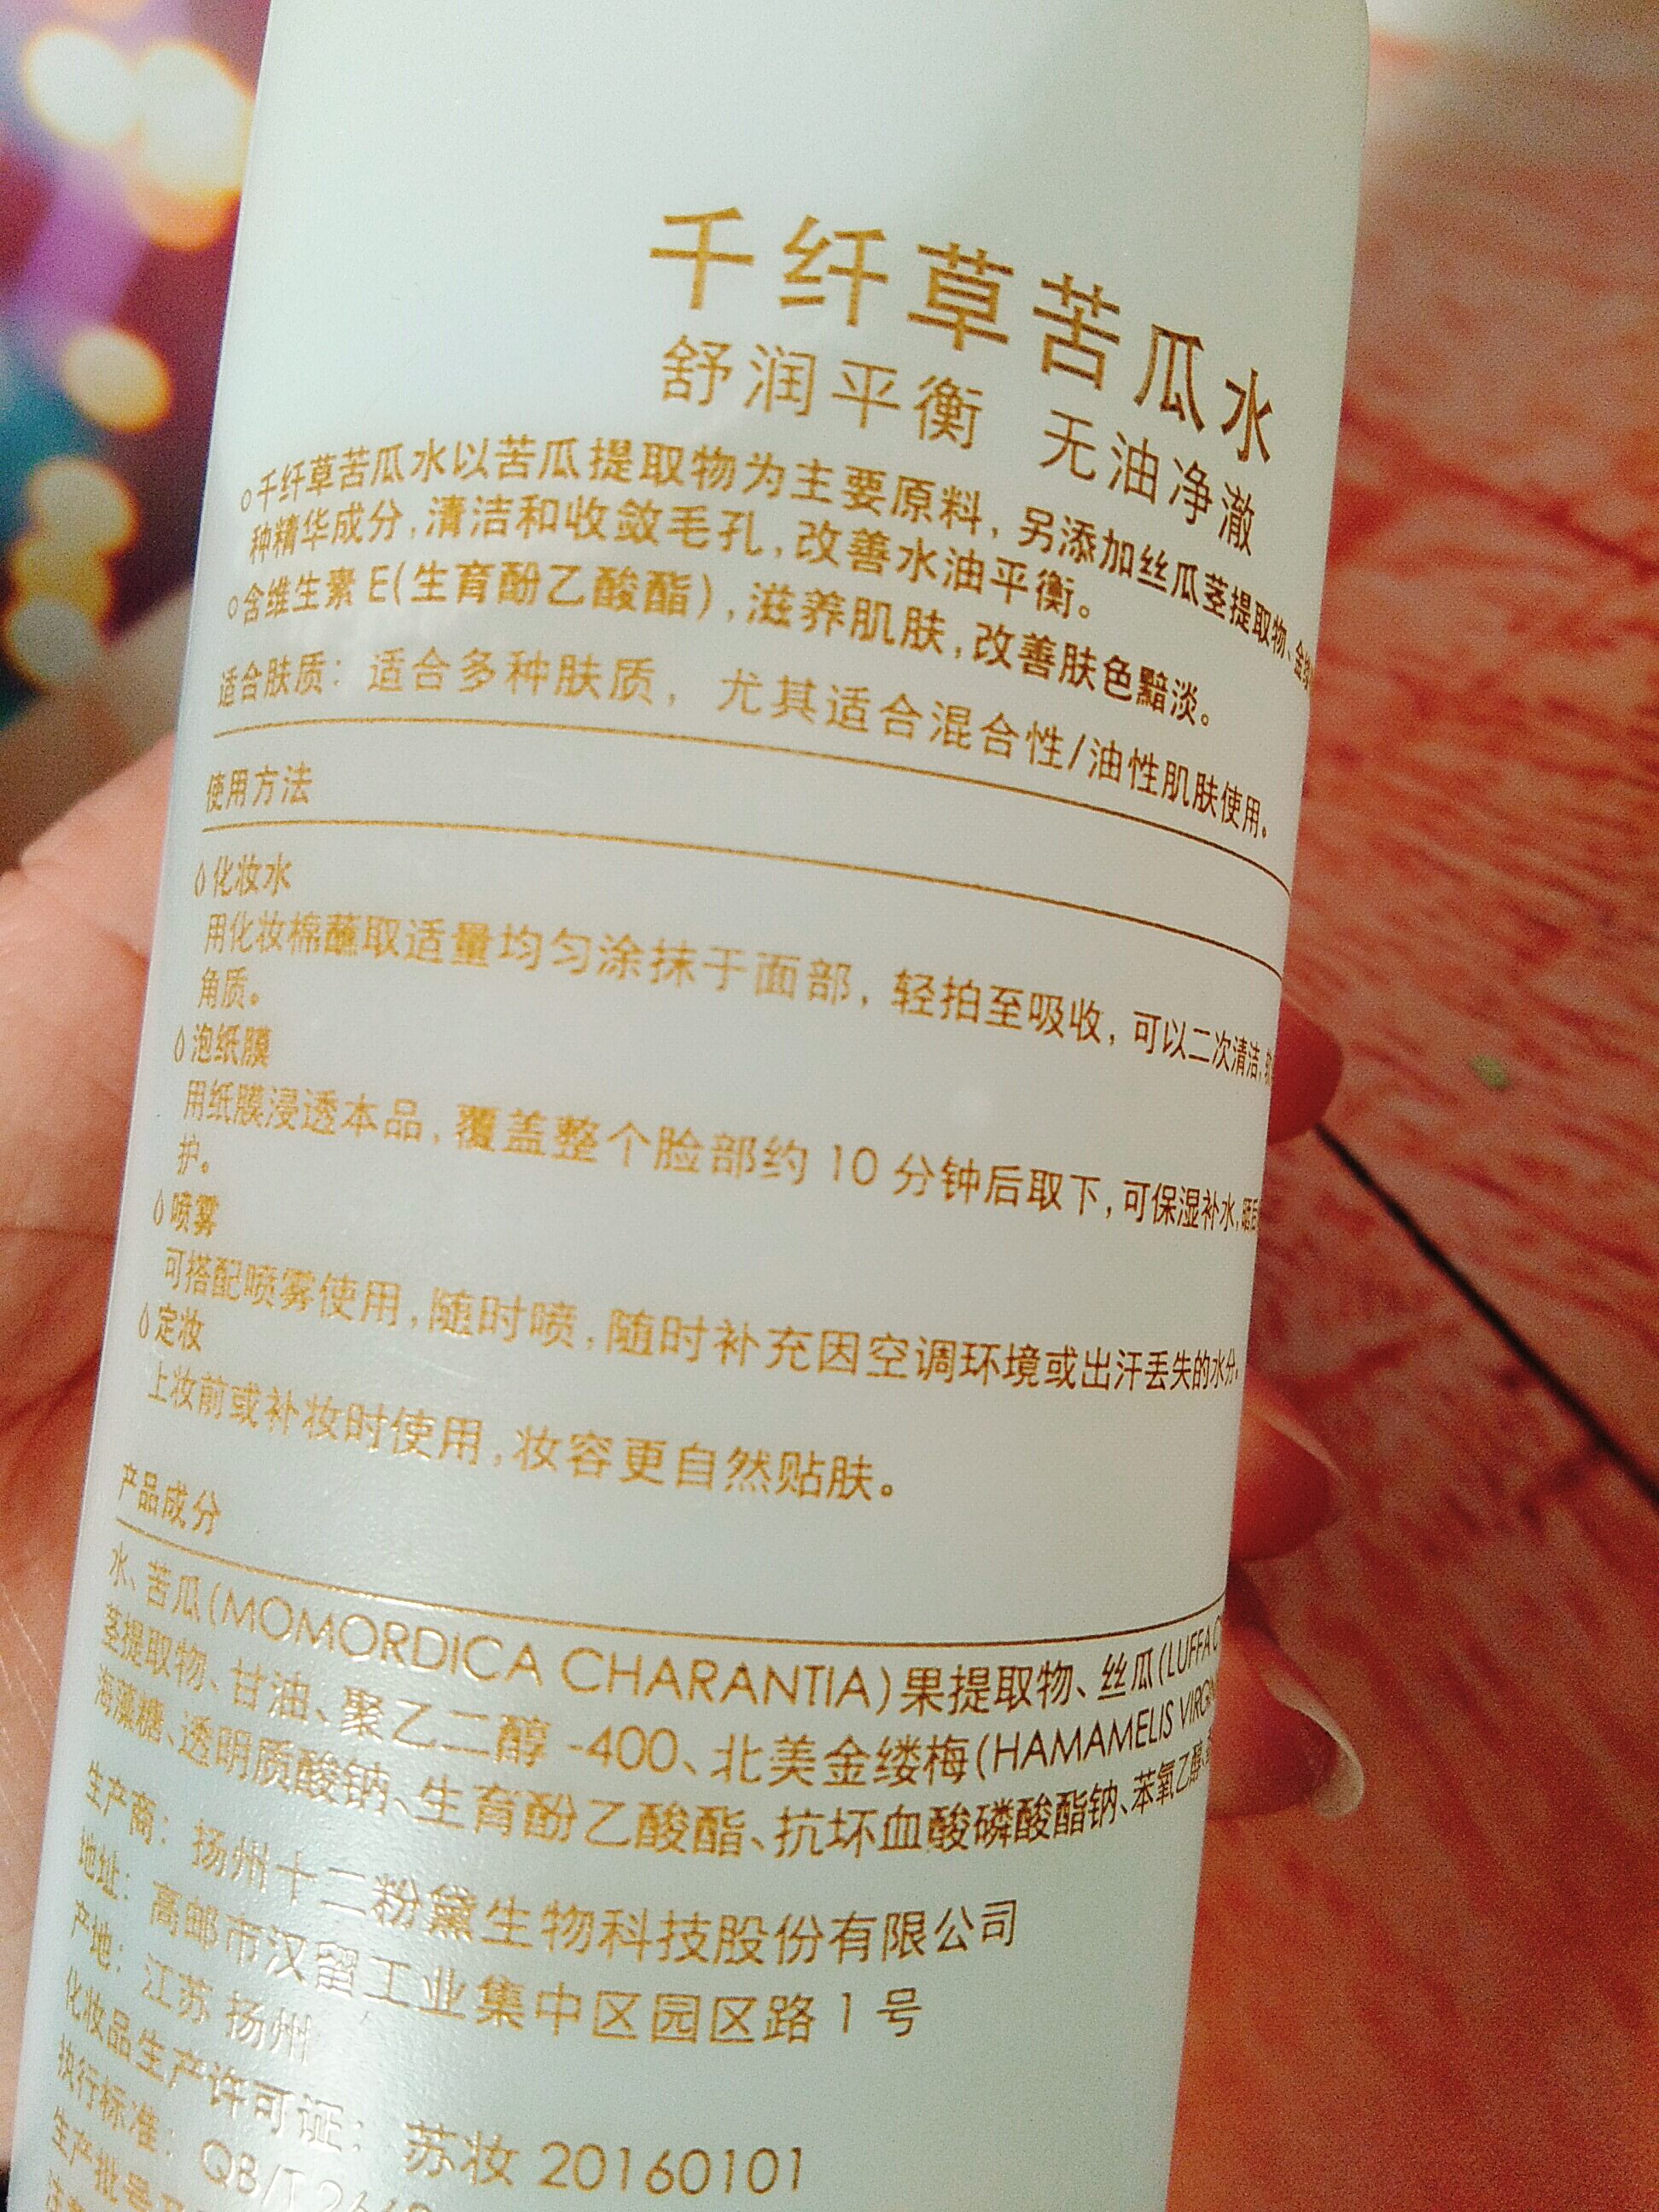 千纤草苦瓜水
舒润平衡 无油净澈
千纤草苦瓜水以苦瓜提取物为主要原料，另添加丝瓜茎提取物、金缕
种精华成分，清洁和收敛毛孔，改善水油平衡。
含维生素 E(生育酚乙酸酯)，滋养肌肤，改善肤色黯淡。
适合肤质：适合多种肤质，尤其适合混合性/油性肌肤使用。
使用方法
化妆水
用化妆棉蘸取适量均匀涂抹于面部，轻拍至吸收，可以二次清洁，
角质。
泡纸膜
用纸膜浸透本品，覆盖整个脸部约 10 分钟后取下，可保湿补水，晒后
护。
喷雾
可搭配喷雾使用，随时喷，随时补充因空调环境或出汗丢失的水分。
定妆
上妆前或补妆时使用，妆容更自然贴肤。
产品成分
水、苦瓜(MOMORDICA CHARANTIA)果提取物、丝瓜(LUFFA
茎提取物、甘油、聚乙二醇 -400、北美金缕梅(HAMAMELIS
海藻糖、透明质酸钠、生育酚乙酸酯、抗坏血酸磷酸酯钠、苯氧乙醇、
生产商：扬州十二粉黛生物科技股份有限公司
地址：高邮市汉留工业集中区园区路 1 号
产地：江苏 扬州
化妆品生产许可证：苏妆 20160101
执行标准：QB/T 266
生产批号